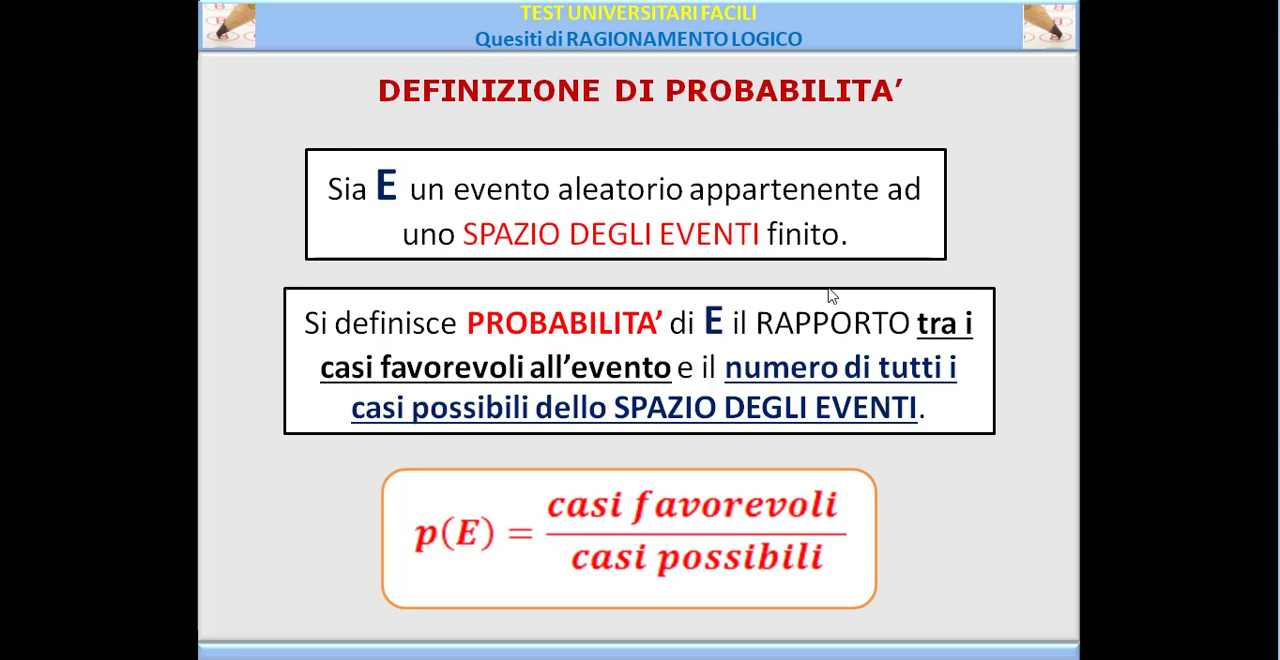 TEST UNIVERSITARI FACILI
Quesiti di RAGIONAMENTO LOGICO
DEFINIZIONE DI PROBABILITA’
Sia E un evento aleatorio appartenente ad
uno SPAZIO DEGLI EVENTI finito.
Si definisce PROBABILITA’ di E il RAPPORTO tra i
casi favorevoli all’evento e il numero di tutti i
casi possibili dello SPAZIO DEGLI EVENTI.
p(E) = casi favorevoli
casi possibili